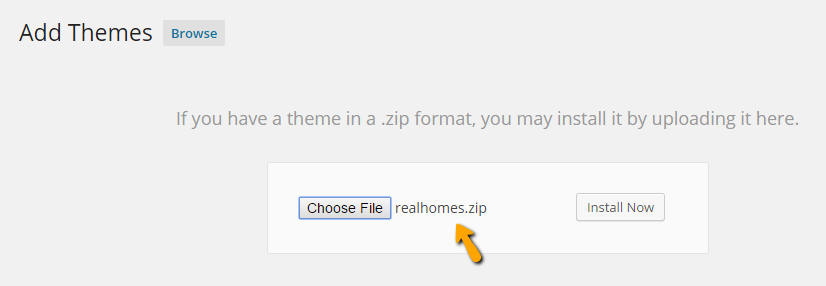 Add Themes Browse
If you have a theme in a .zip format, you may install it by uploading it here.
Choose File realhomes.zip Install Now